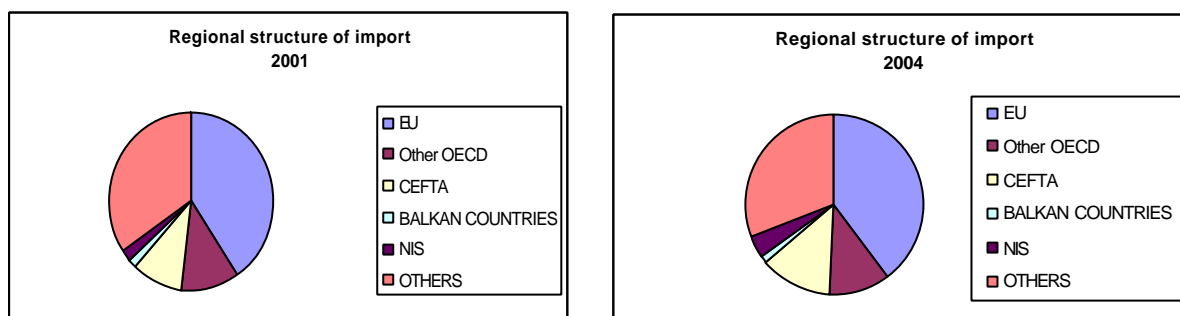 Regional structure of import
2001
EU
Other OECD
CEFTA
BALKAN COUNTRIES
NIS
OTHERS
Regional structure of import
2004
EU
Other OECD
CEFTA
BALKAN COUNTRIES
NIS
OTHERS